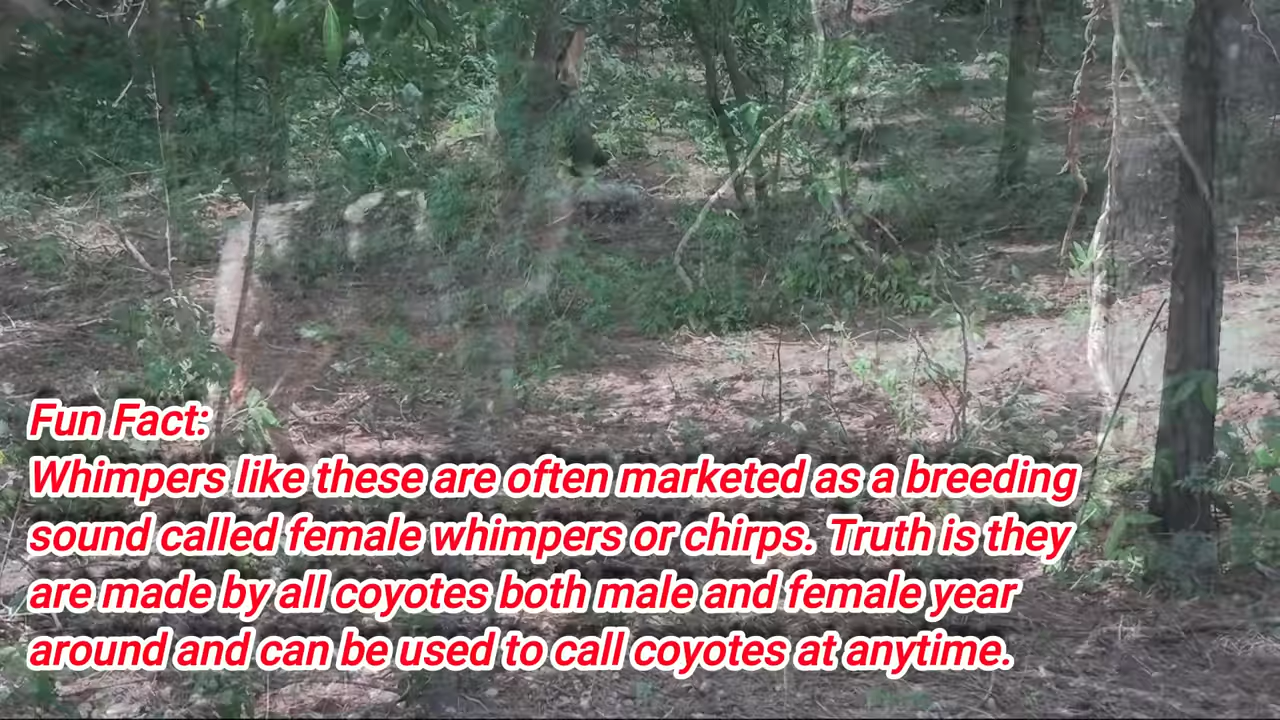 Fun Fact:
Whimpers like these are often marketed as a breeding
sound called female whimpers or chirps. Truth is they
are made by all coyotes both male and female year
around and can be used to call coyotes at anytime.